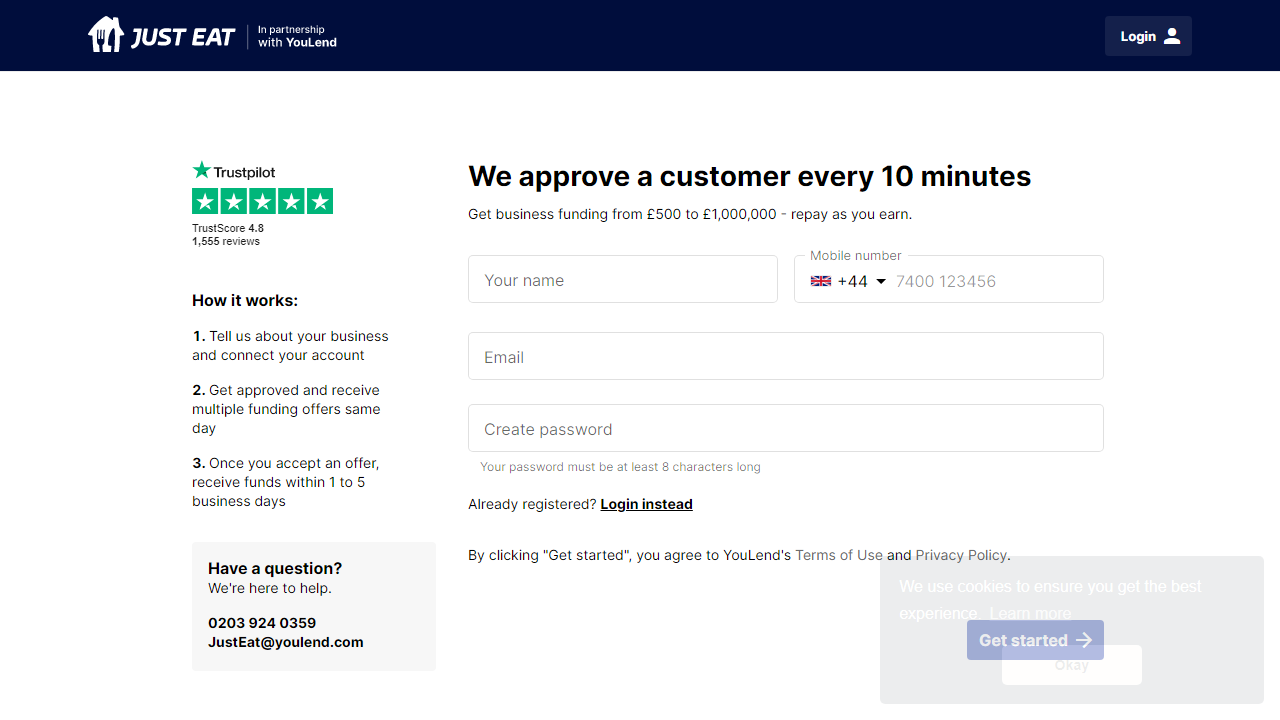 JUST EAT
In partnership
with YouLend
Login
Trustpilot
TrustScore 4.8
1,555 reviews
How it works:
1. Tell us about your business
and connect your account
2. Get approved and receive
multiple funding offers same
day
3. Once you accept an offer,
receive funds within 1 to 5
business days
Have a question?
We're here to help.
0203 924 0359
JustEat@youlend.com
We approve a customer every 10 minutes
Get business funding from £500 to £1,000,000 - repay as you earn.
Your name
Mobile number
+44 7400 123456
Email
Create password
Your password must be at least 8 characters long
Already registered? Login instead
By clicking "Get started", you agree to YouLend's Terms of Use and Privacy Policy.
We use cookies to ensure you get the best
experience. Learn more
Get started
Okay